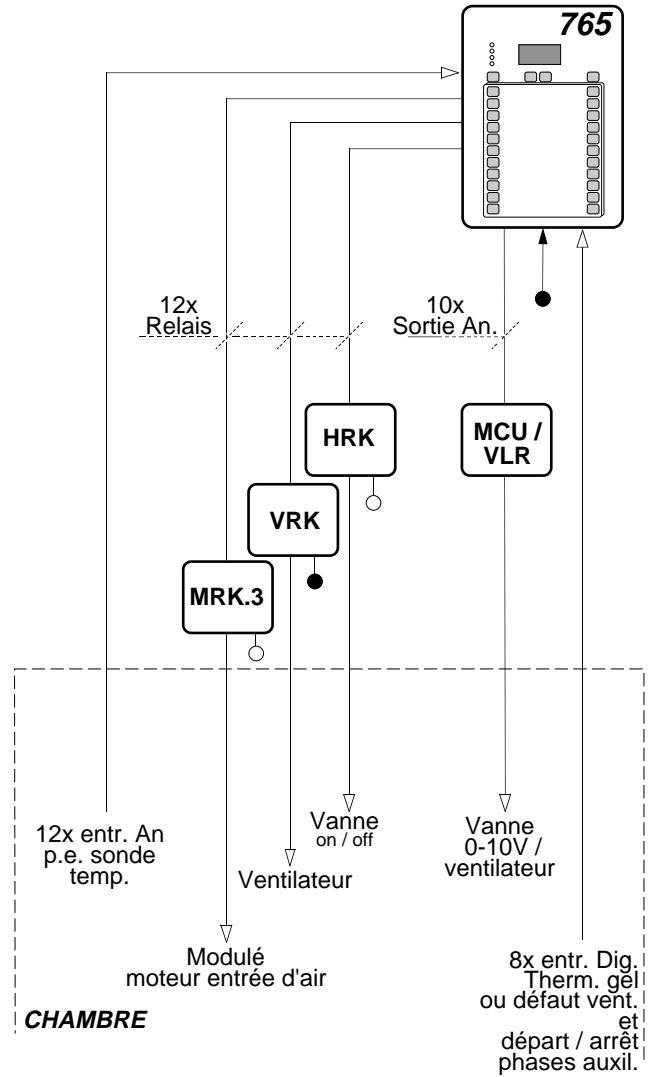 765
12x
Relais
10x
Sortie An.
HRK
MCU /
VLR
VRK
MRK.3
12x entr. An
p.e. sonde
temp.
Vanne
on / off
Vanne
0-10V /
ventilateur
Ventilateur
Modulé
moteur entrée d'air
8x entr. Dig.
Therm. gel
ou défaut vent.
et
départ / arrêt
phases auxil.
CHAMBRE